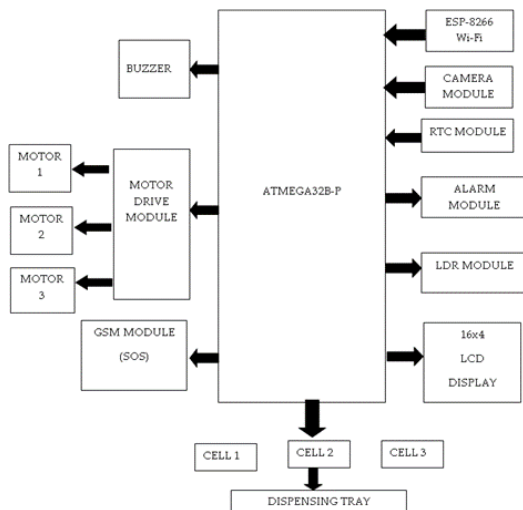 ESP-8266
Wi-Fi
BUZZER
CAMERA
MODULE
RTC MODULE
MOTOR
1
MOTOR
DRIVE
MODULE
ATMEGA32B-P
ALARM
MODULE
MOTOR
2
LDR MODULE
MOTOR
3
GSM MODULE
(SOS)
16x4
LCD
DISPLAY
CELL 1
CELL 2
CELL 3
DISPENSING TRAY